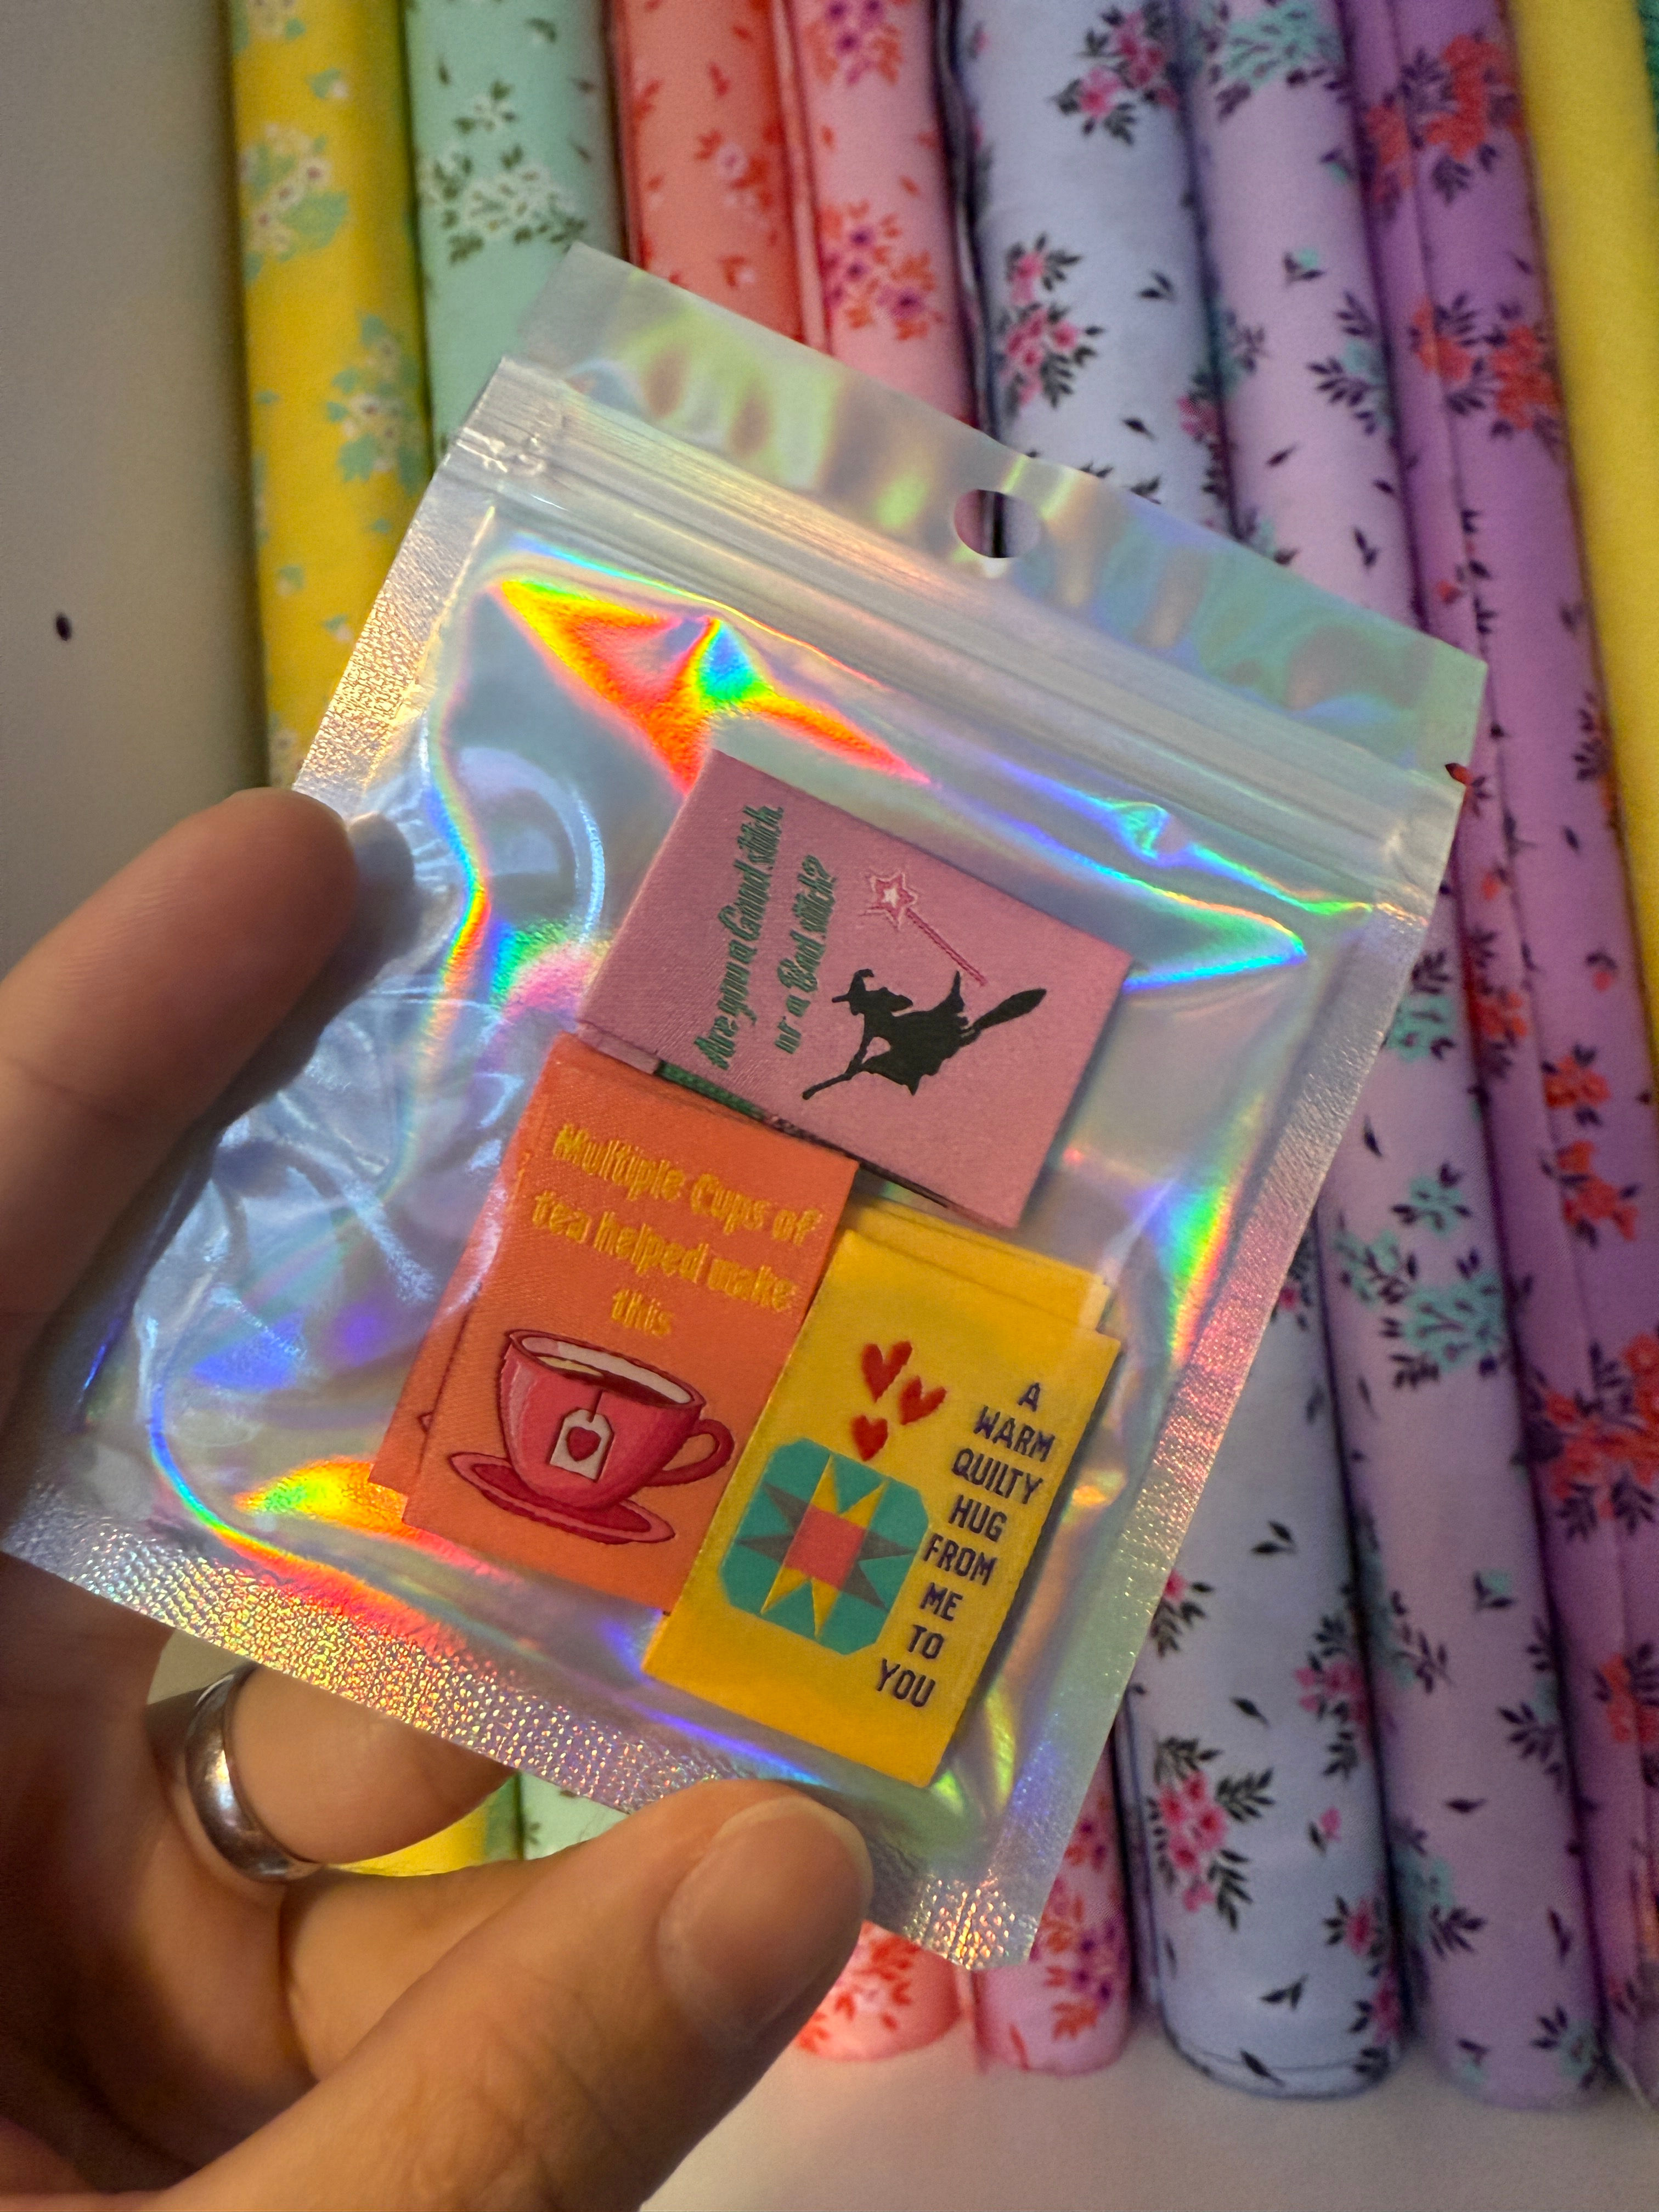 Are you a Good stitch
or a Bad stitch?
Multiple Cups of
tea helped make
this
A
WARM
QUILTY
HUG
FROM
ME
TO
YOU